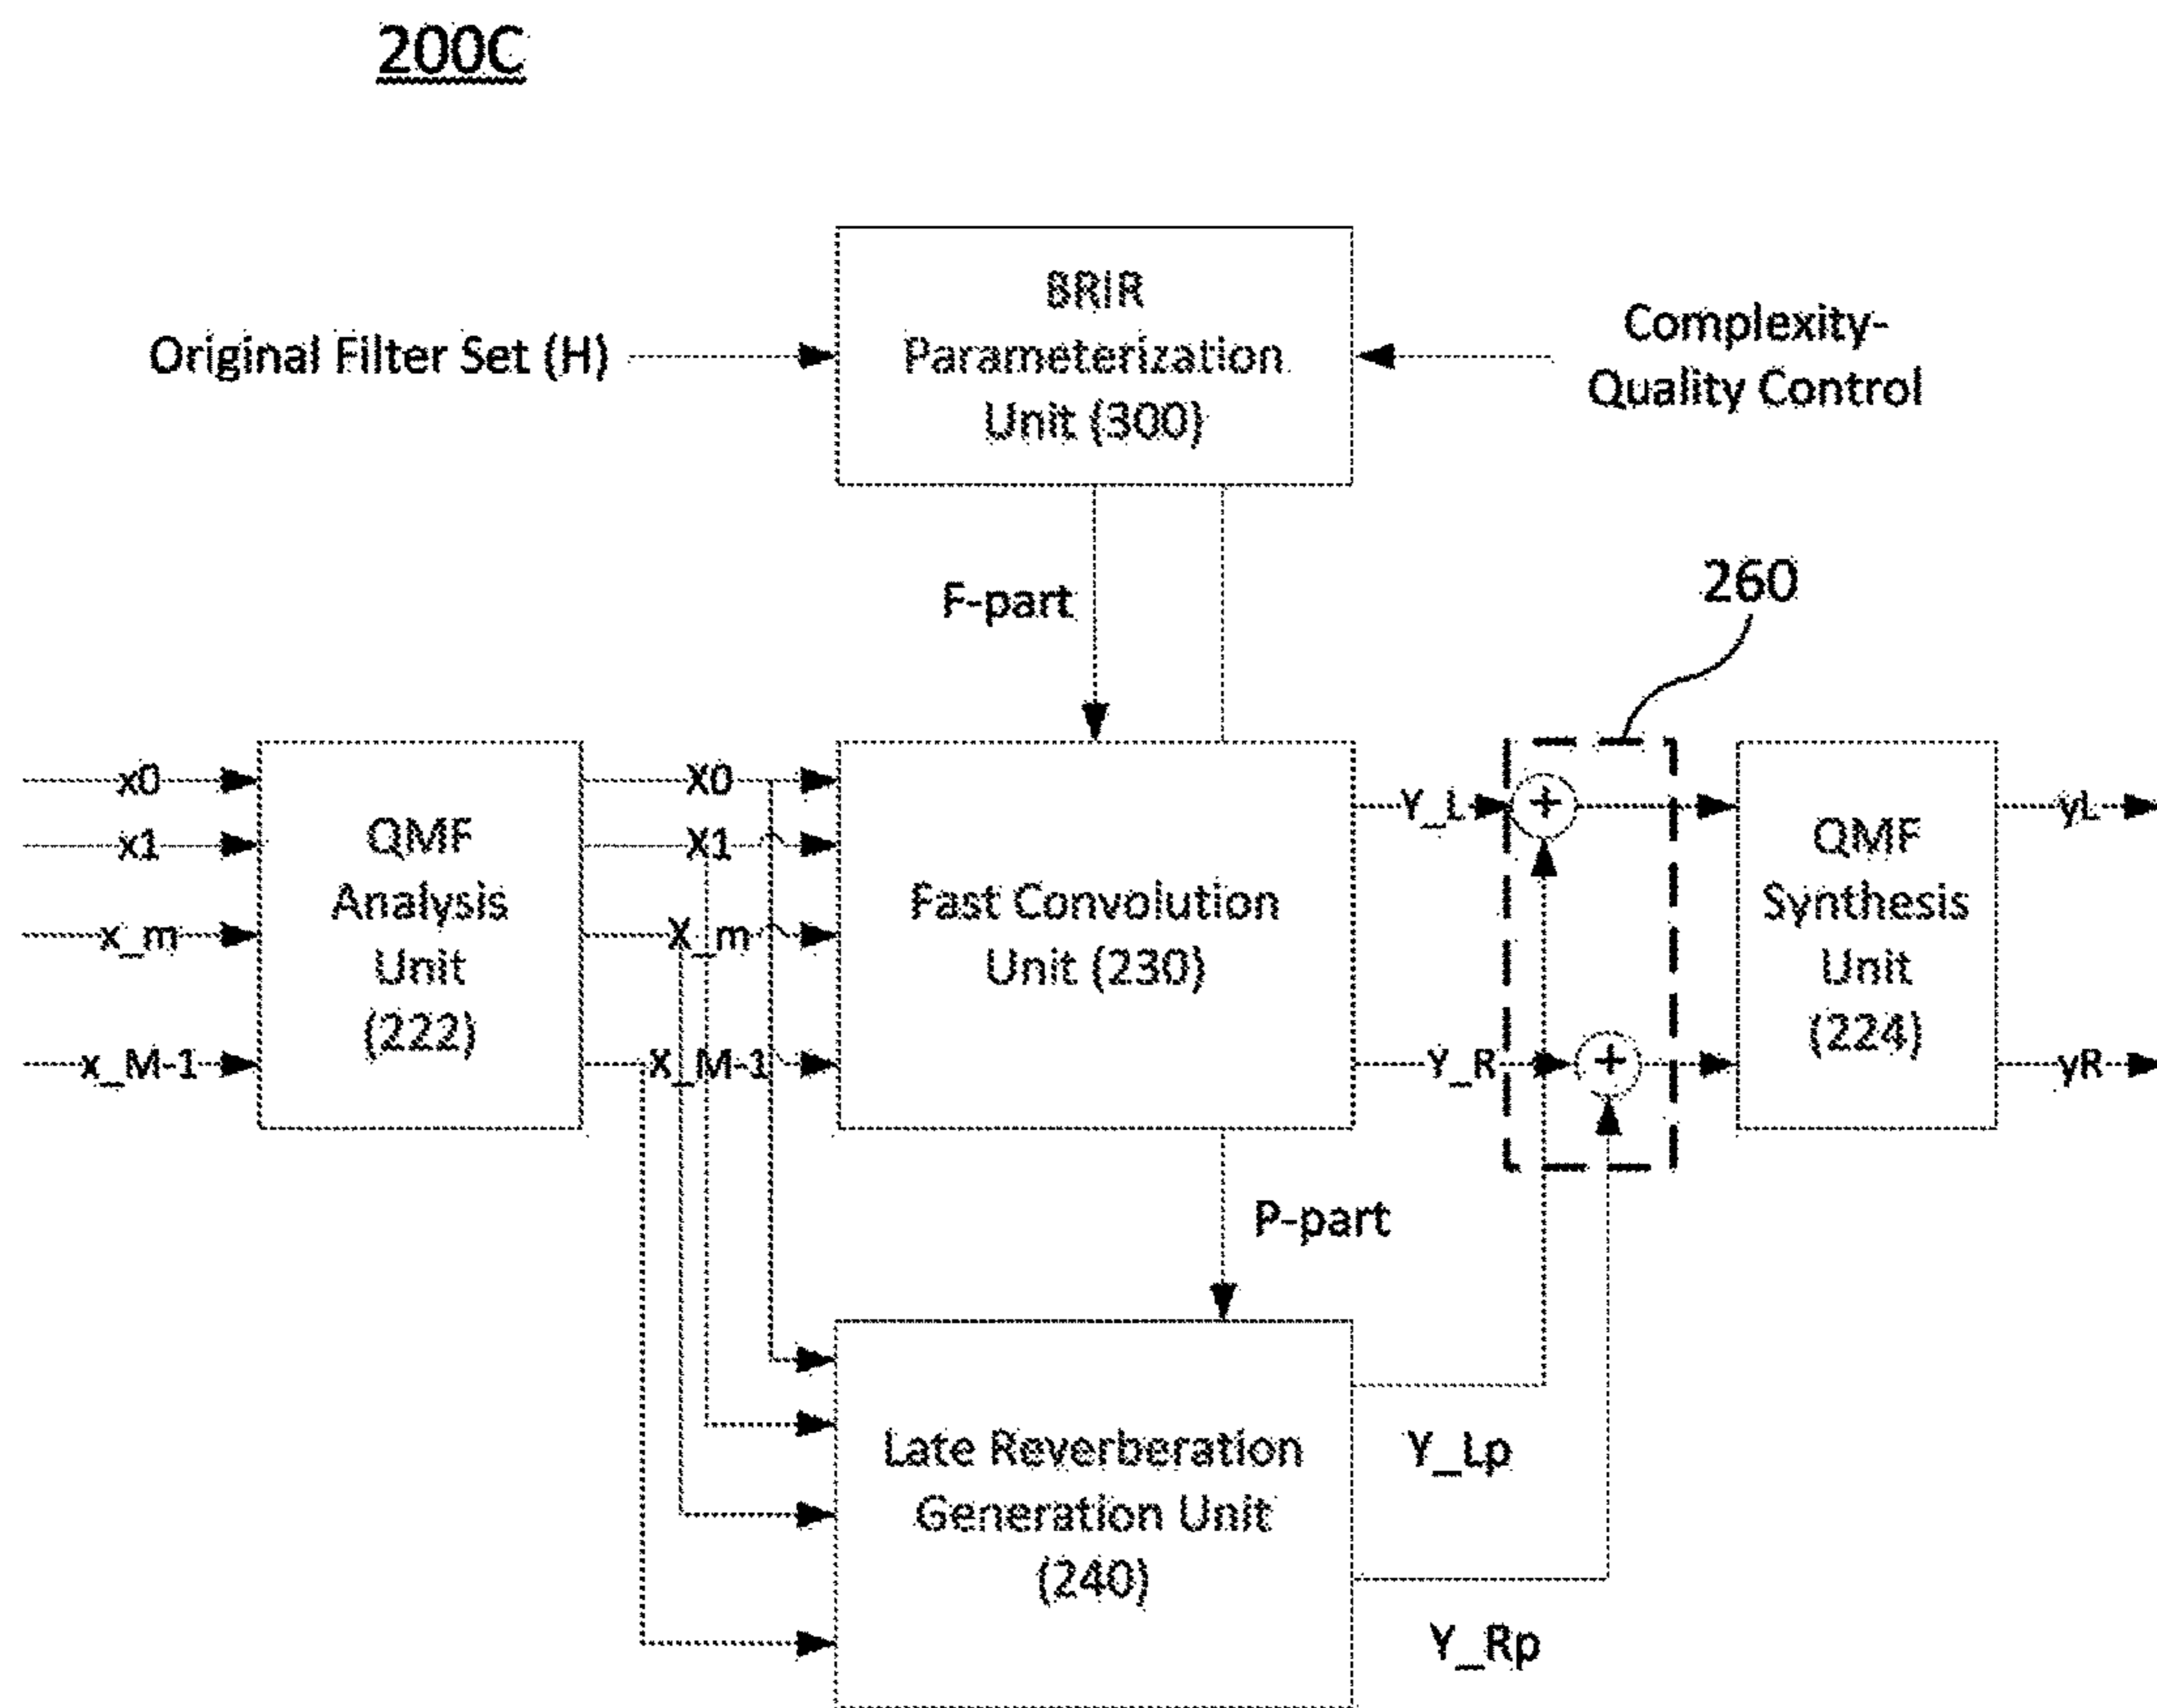 200C
BRIR
Parameterization
Unit (300)
Original Filter Set (H)
Complexity-
Quality Control
F-part
260
x0
x1
x_m
x_M-1
QMF
Analysis
Unit
(222)
X0
X1
X_m
X_M-1
Fast Convolution
Unit (230)
Y_L
Y_R
+
+
QMF
Synthesis
Unit
(224)
yL
yR
P-part
Late Reverberation
Generation Unit
(240)
Y_Lp
Y_Rp